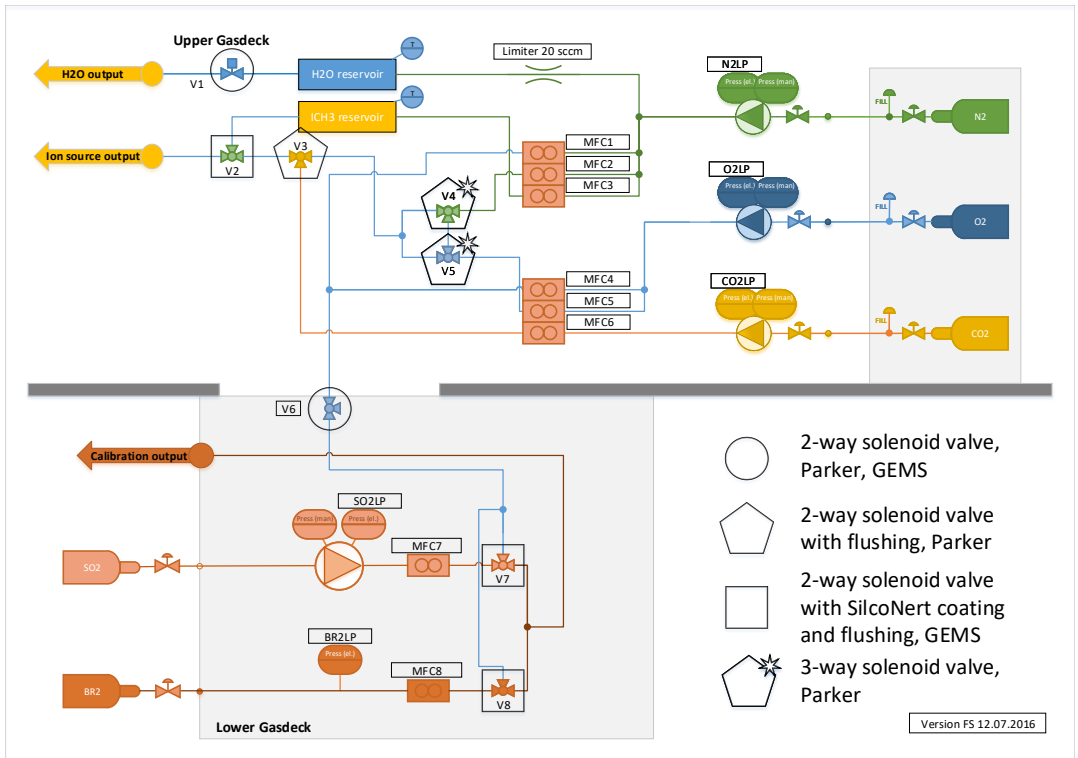 Upper Gasdeck
H2O output
V1
H2O reservoir
T
Limiter 20 sccm
N2LP
Press (el.)
Press (man)
FILL
N2
ICH3 reservoir
T
Ion source output
V2
V3
MFC1
MFC2
MFC3
V4
V5
O2LP
Press (el.)
Press (man)
FILL
O2
MFC4
MFC5
MFC6
CO2LP
Press (el.)
Press (man)
FILL
CO2
V6
Calibration output
SO2LP
Press (man)
Press (el.)
SO2
MFC7
V7
BR2LP
Press (el.)
BR2
MFC8
V8
Lower Gasdeck
2-way solenoid valve,
Parker, GEMS
2-way solenoid valve
with flushing, Parker
2-way solenoid valve
with SilcoNert coating
and flushing, GEMS
3-way solenoid valve,
Parker
Version FS 12.07.2016